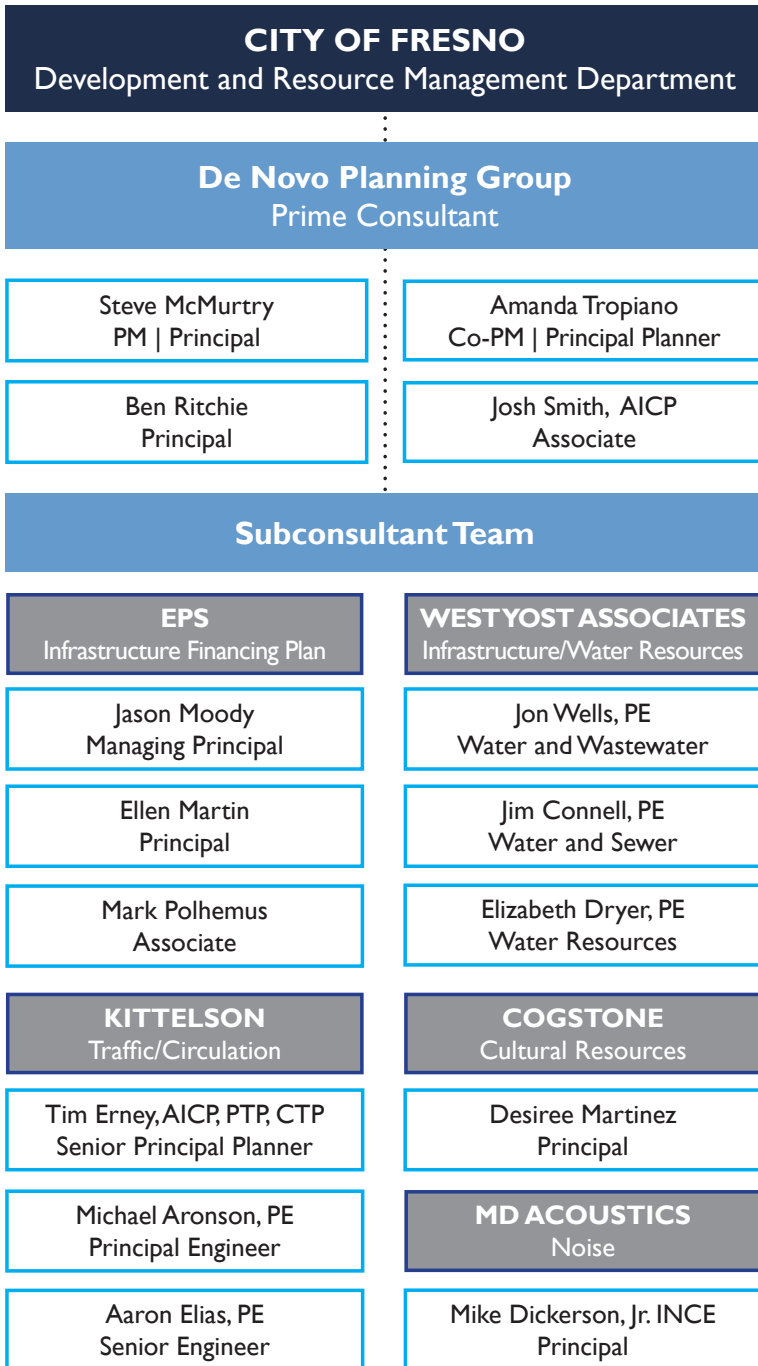 CITY OF FRESNO
Development and Resource Management Department
De Novo Planning Group
Prime Consultant
Steve McMurtry
PM | Principal
Amanda Tropiano
Co-PM | Principal Planner
Ben Ritchie
Principal
Josh Smith, AICP
Associate
Subconsultant Team
EPS
Infrastructure Financing Plan
Jason Moody
Managing Principal
Ellen Martin
Principal
Mark Polhemus
Associate
WEST YOST ASSOCIATES
Infrastructure/Water Resources
Jon Wells, PE
Water and Wastewater
Jim Connell, PE
Water and Sewer
Elizabeth Dryer, PE
Water Resources
KITTELSON
Traffic/Circulation
Tim Erney, AICP, PTP, CTP
Senior Principal Planner
Michael Aronson, PE
Principal Engineer
Aaron Elias, PE
Senior Engineer
COGSTONE
Cultural Resources
Desiree Martinez
Principal
MD ACOUSTICS
Noise
Mike Dickerson, Jr. INCE
Principal